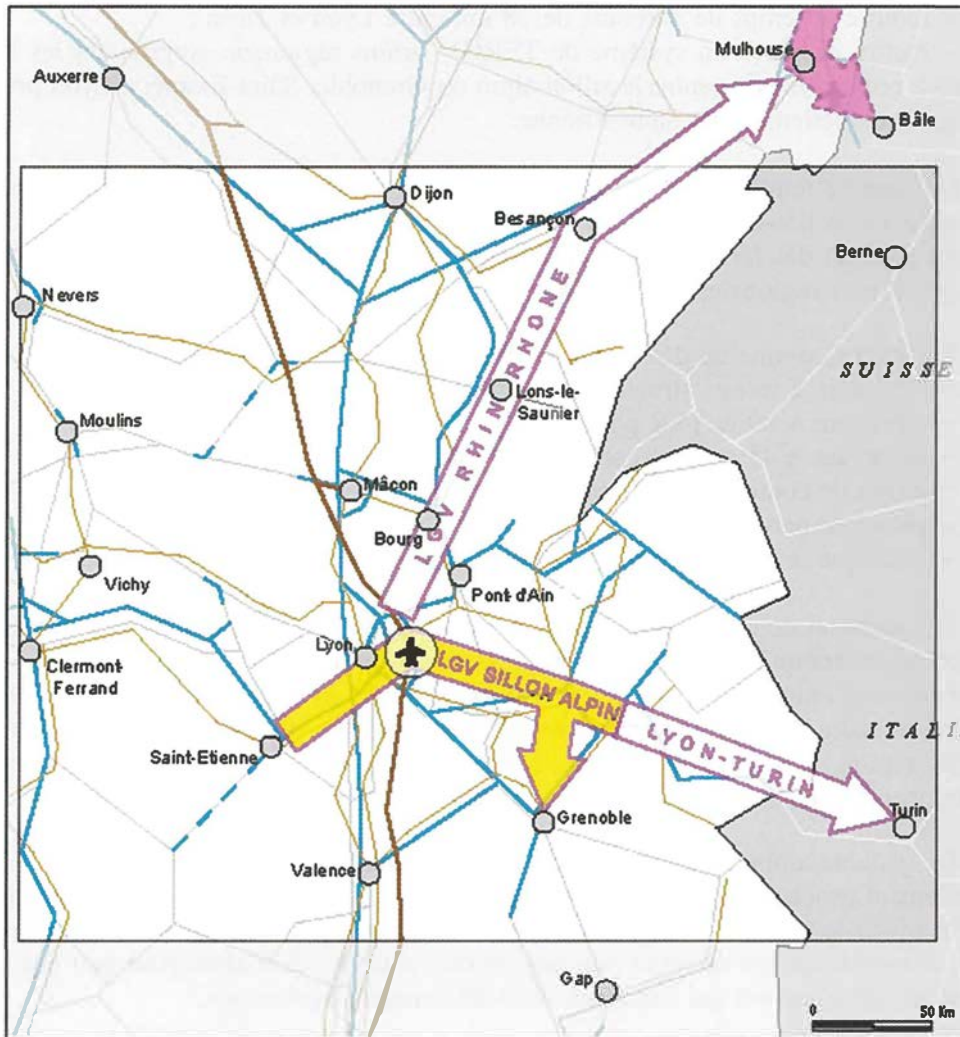 Mulhouse
Auxerre
Bâle
Dijon
Besançon
Berne
Nevers
LGV RHIN RHONE
SUISSE
Lons-le-
Saunier
Moulins
Mâcon
Bourg
Vichy
Pont-d'Ain
Lyon
Clermont-
Ferrand
LGV SILLON ALPIN
LYON-TURIN
ITALI
Saint-Etienne
Turin
Grenoble
Valence
Gap
0 50 Km